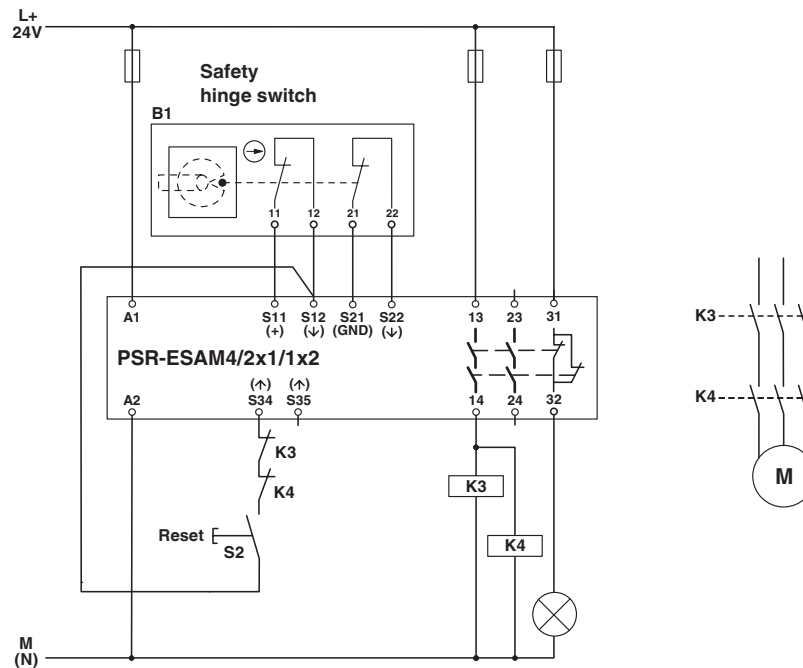 L+
24V
Safety
hinge switch
B1
11 12 21 22
A1 S11 S12 S21 S22 13 23 31
(+) (↓) (GND) (↓)
PSR-ESAM4/2x1/1x2
(↑) (↑)
A2 S34 S35 14 24 32
K3
K4
Reset
S2
K3
K4
M
(N)
K3
K4
M